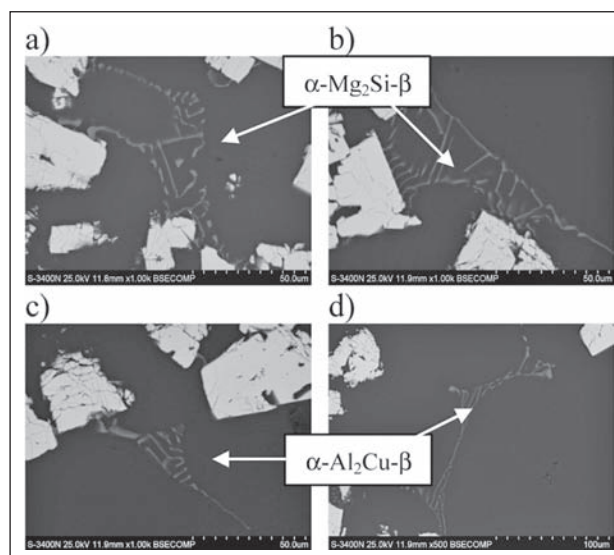 a)
b)
α-Mg₂Si-β
S-3400N 25.0kV 11.6mm x1.00k BSECOMP 50.0um
S-3400N 25.0kV 11.9mm x1.00k BSECOMP 50.0um
c)
d)
α-Al₂Cu-β
S-3400N 25.0kV 11.9mm x1.00k BSECOMP 50.0um
S-3400N 25.0kV 11.9mm x500 BSECOMP 100um